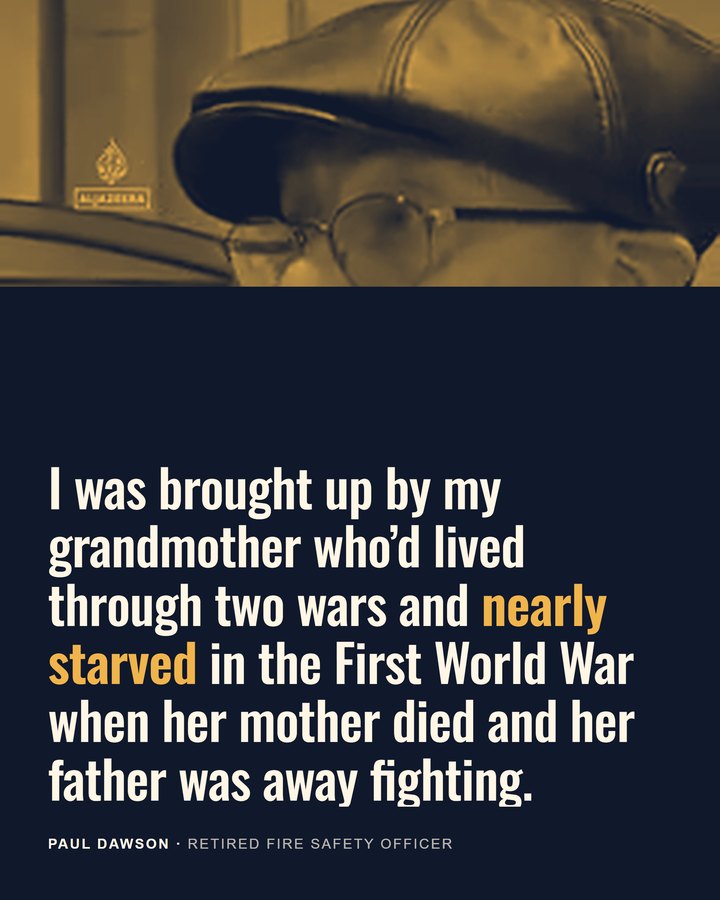 ALJAZEERA
I was brought up by my
grandmother who’d lived
through two wars and nearly
starved in the First World War
when her mother died and her
father was away fighting.
PAUL DAWSON · RETIRED FIRE SAFETY OFFICER